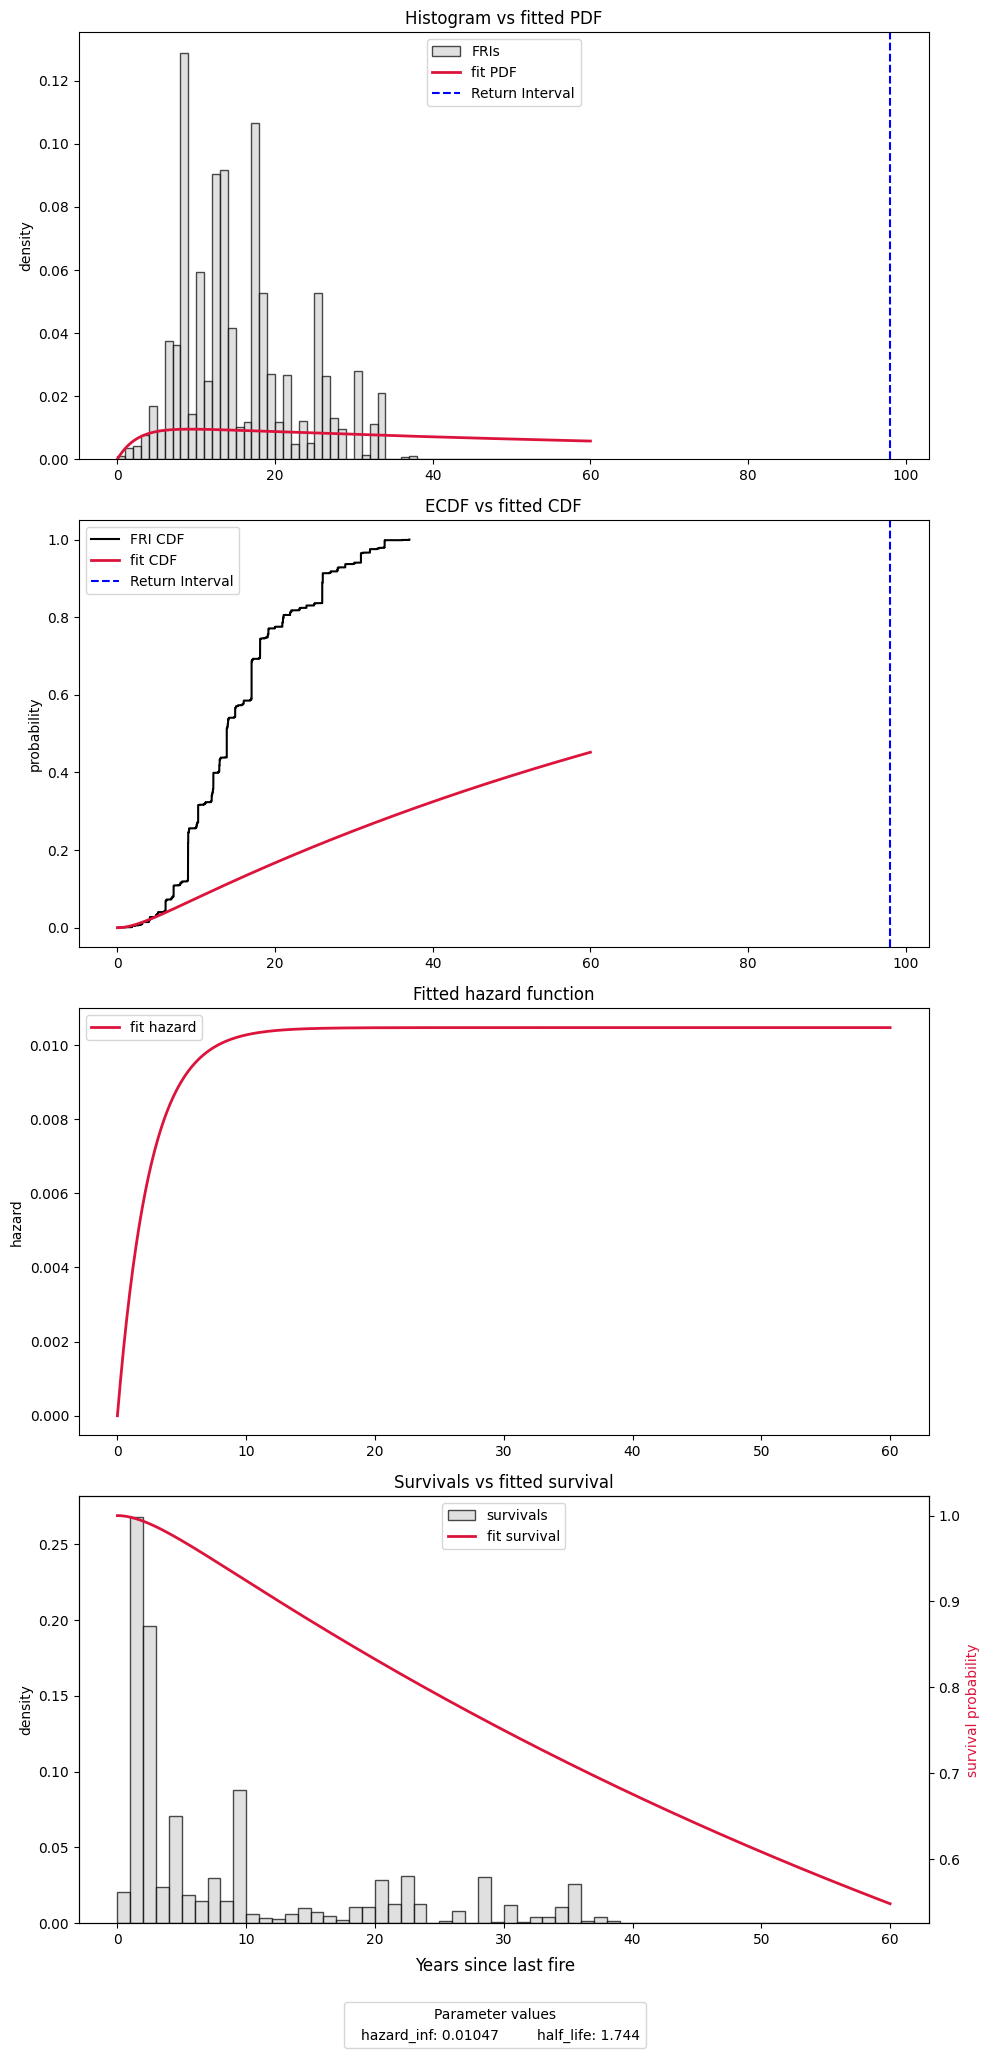 Histogram vs fitted PDF
FRIs
fit PDF
Return Interval
density
0.12
0.10
0.08
0.06
0.04
0.02
0.00
0 20 40 60 80 100
ECDF vs fitted CDF
FRI CDF
fit CDF
Return Interval
probability
1.0
0.8
0.6
0.4
0.2
0.0
0 20 40 60 80 100
Fitted hazard function
fit hazard
hazard
0.010
0.008
0.006
0.004
0.002
0.000
0 10 20 30 40 50 60
Survivals vs fitted survival
survivals
fit survival
density
0.25
0.20
0.15
0.10
0.05
0.00
1.0
0.9
0.8
0.7
0.6
survival probability
0 10 20 30 40 50 60
Years since last fire
Parameter values
hazard_inf: 0.01047 half_life: 1.744